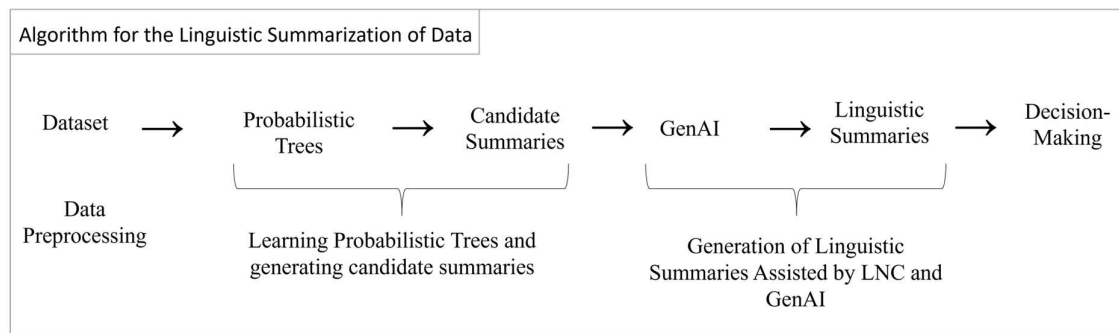 Algorithm for the Linguistic Summarization of Data
Dataset
Probabilistic
Trees
Candidate
Summaries
GenAI
Linguistic
Summaries
Decision-
Making
Data
Preprocessing
Learning Probabilistic Trees and
generating candidate summaries
Generation of Linguistic
Summaries Assisted by LNC and
GenAI